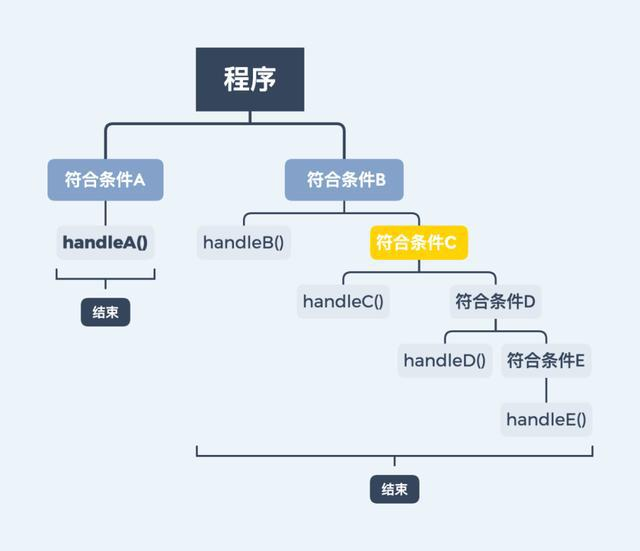 程序
符合条件A
符合条件B
handleA()
handleB()
符合条件C
结束
handleC()
符合条件D
handleD()
符合条件E
handleE()
结束